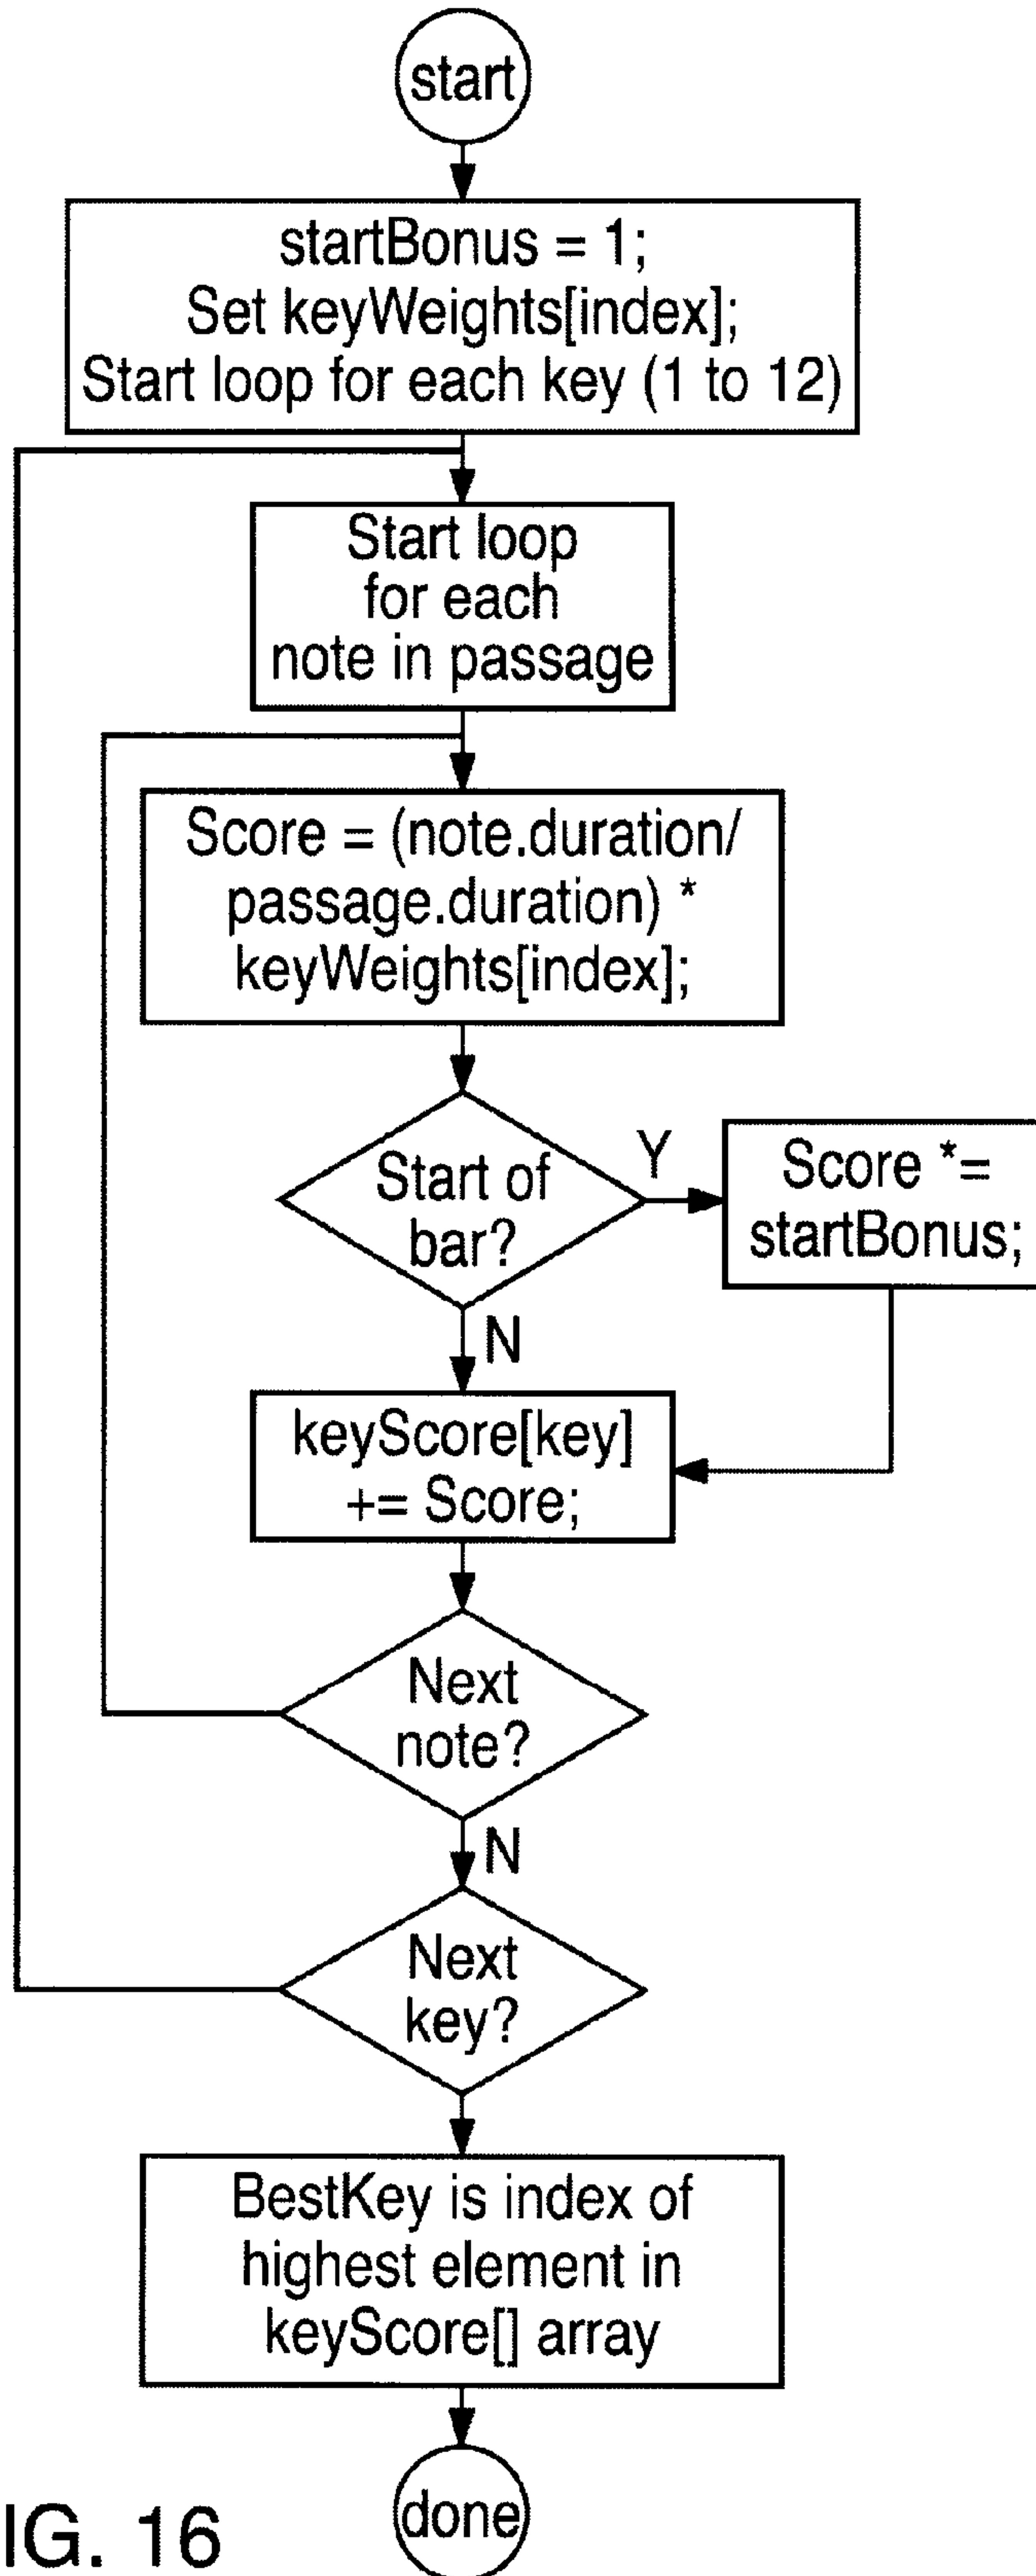 start
startBonus = 1;
Set keyWeights[index];
Start loop for each key (1 to 12)
Start loop
for each
note in passage
Score = (note.duration/
passage.duration) *
keyWeights[index];
Start of
bar?
Y
Score *=
startBonus;
N
keyScore[key]
+= Score;
Next
note?
N
Next
key?
BestKey is index of
highest element in
keyScore[] array
done
IG. 16